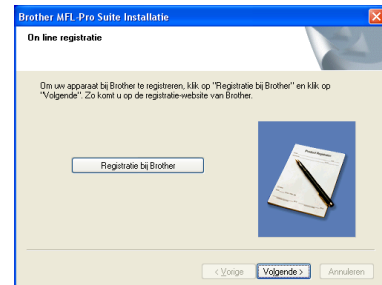 Brother MFL-Pro Suite Installatie
On line registratie
Om uw apparaat bij Brother te registreren, klik op "Registratie bij Brother" en klik op
"Volgende". Zo komt u op de registratie-website van Brother.
Product Registration
Registratie bij Brother
< Vorige Volgende > Annuleren